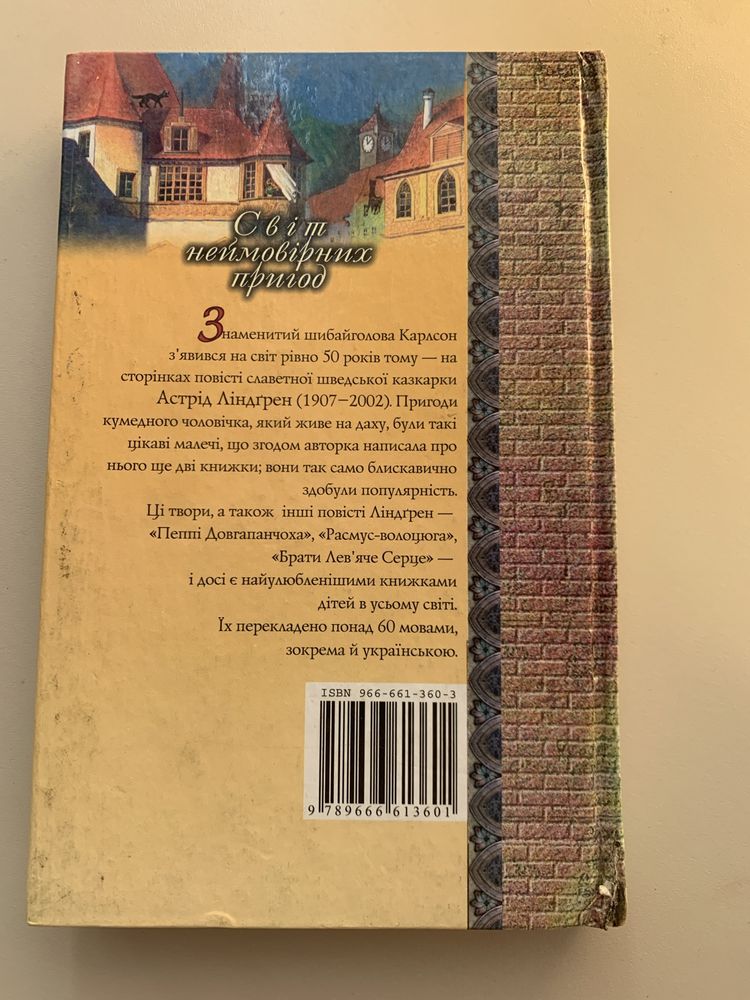 Світ
неймовірних
пригод
Знаменитий шибайголова Карлсон
з'явився на світ рівно 50 років тому — на
сторінках повісті славетної шведської казкарки
Астрід Ліндґрен (1907–2002). Пригоди
кумедного чоловічка, який живе на даху, були такі
цікаві малечі, що згодом авторка написала про
нього ще дві книжки; вони так само блискавично
здобули популярність.
Ці твори, а також інші повісті Ліндґрен —
«Пеппі Довгапанчоха», «Расмус-волоцюга»,
«Брати Лев'яче Серце» —
і досі є найулюбленішими книжками
дітей в усьому світі.
Їх перекладено понад 60 мовами,
зокрема й українською.
ISBN 966-661-360-3
9 789666 613601